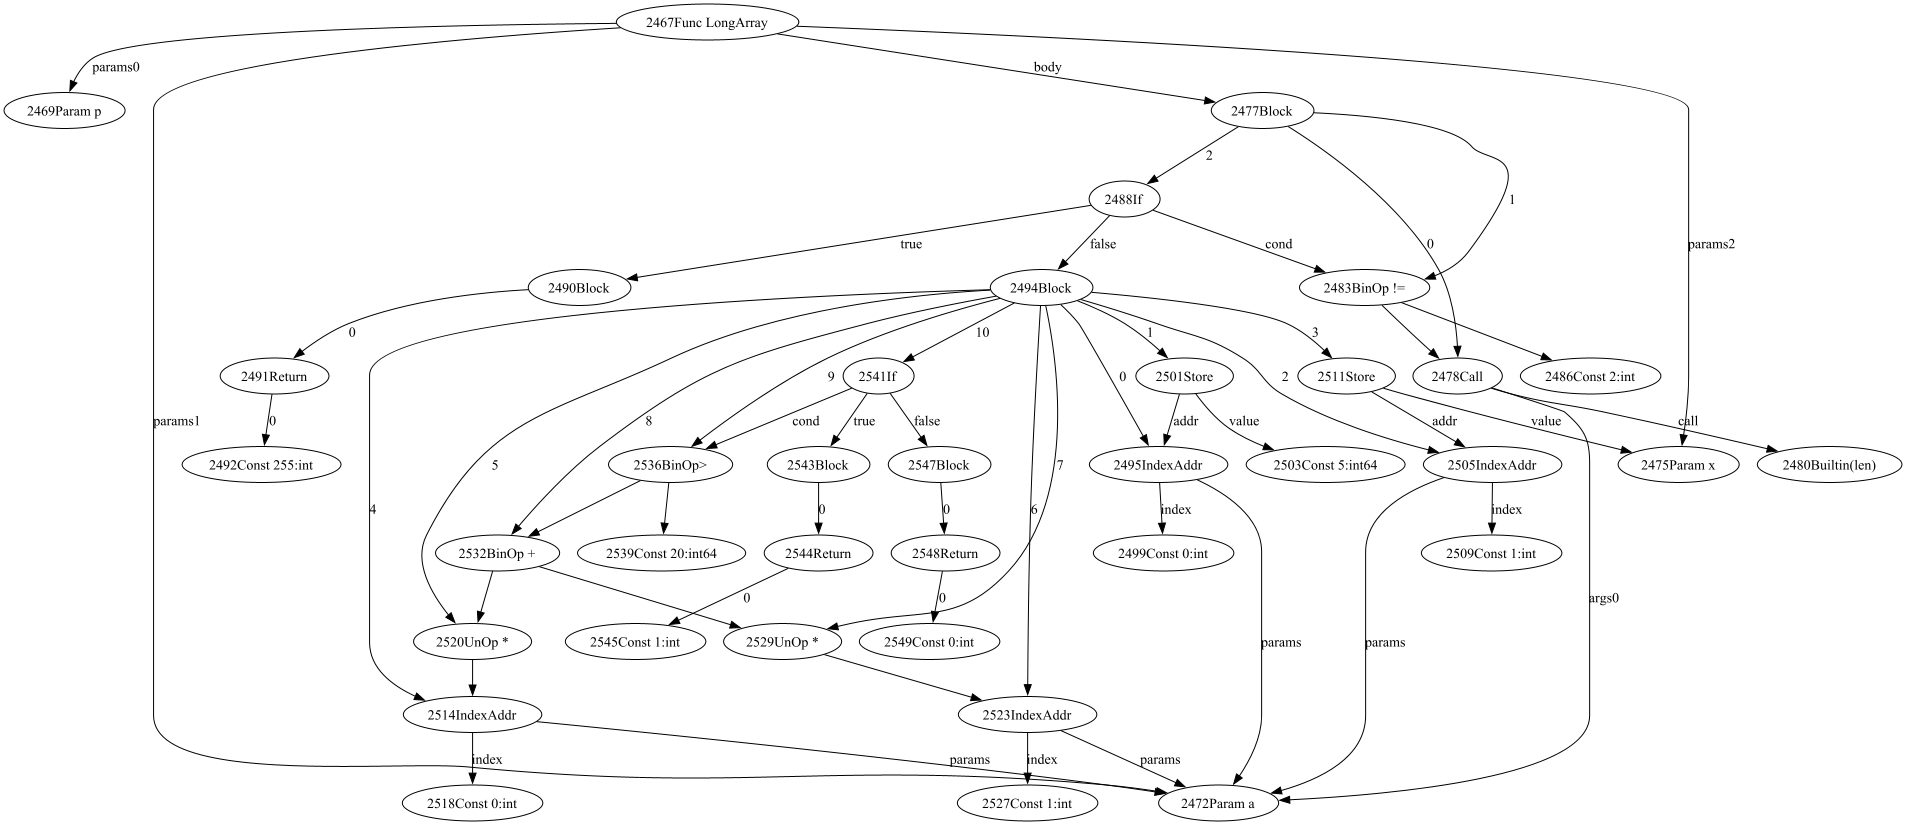 2467Func LongArray
params0
body
2469Param p
2477Block
2
1
2488If
true
false
cond
0
params2
2490Block
2494Block
2483BinOp !=
0
10
1
3
2491Return
2541If
2501Store
2511Store
2478Call
2486Const 2:int
9
0
2
params1
0
8
cond
true
false
addr
value
addr
value
call
2492Const 255:int
5
2536BinOp>
2543Block
2547Block
7
2495IndexAddr
2503Const 5:int64
2505IndexAddr
2475Param x
2480Builtin(len)
4
0
0
6
index
index
2532BinOp +
2539Const 20:int64
2544Return
2548Return
2499Const 0:int
2509Const 1:int
0
0
args0
2520UnOp *
2545Const 1:int
2529UnOp *
2549Const 0:int
params
params
2514IndexAddr
2523IndexAddr
index
params
index
params
2518Const 0:int
2527Const 1:int
2472Param a